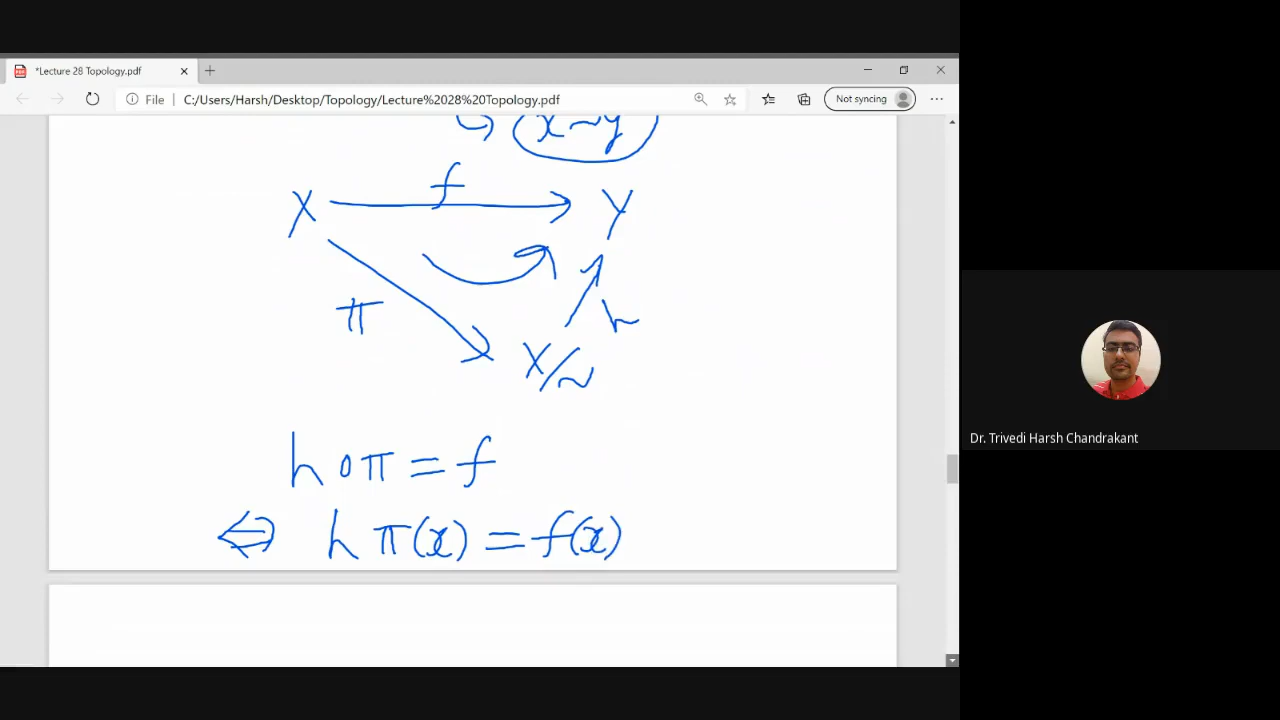 *Lecture 28 Topology.pdf
File | C:/Users/Harsh/Desktop/Topology/Lecture%2028%20Topology.pdf
Not syncing
x~y
f
X Y
π h
X/~
h∘π = f
⇔ h π(x) = f(x)
Dr. Trivedi Harsh Chandrakant